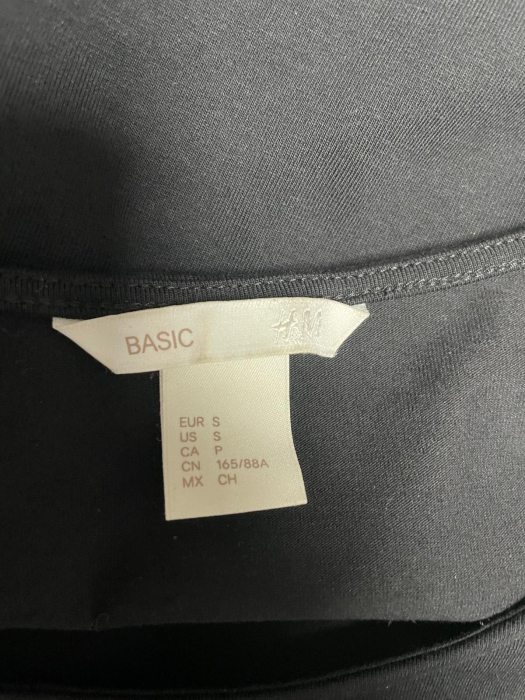 BASIC H&M
EUR S
US S
CA P
CN 165/88A
MX CH